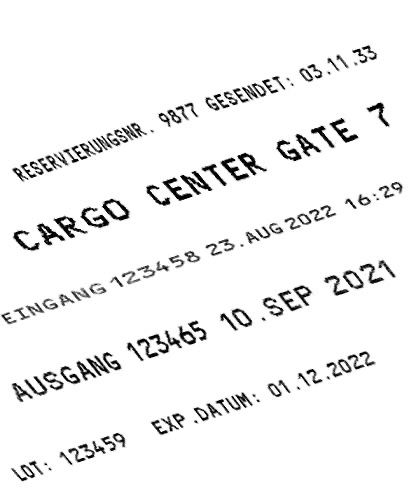 RESERVIERUNGSNR. 9877 GESENDET: 03.11.33
CARGO CENTER GATE 7
EINGANG 123458 23.AUG 2022 16:29
AUSGANG 123465 10.SEP 2021
LOT: 123459 EXP.DATUM: 01.12.2022